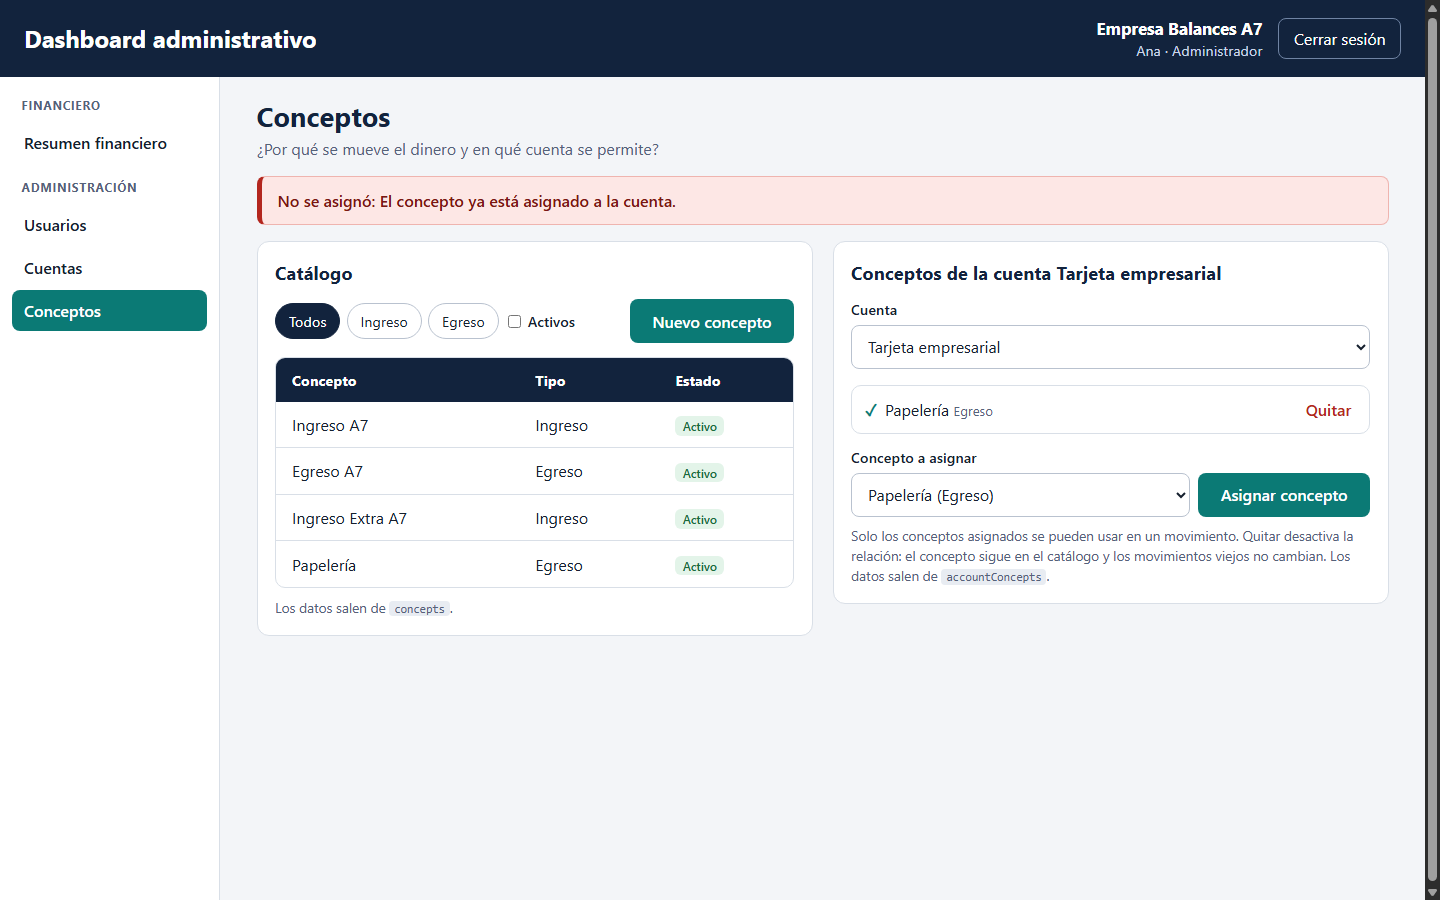 Dashboard administrativo
Empresa Balances A7
Ana · Administrador
Cerrar sesión
FINANCIERO
Resumen financiero
ADMINISTRACIÓN
Usuarios
Cuentas
Conceptos
Conceptos
¿Por qué se mueve el dinero y en qué cuenta se permite?
No se asignó: El concepto ya está asignado a la cuenta.
Catálogo
Todos Ingreso Egreso Activos Nuevo concepto
Concepto Tipo Estado
Ingreso A7 Ingreso Activo
Egreso A7 Egreso Activo
Ingreso Extra A7 Ingreso Activo
Papelería Egreso Activo
Los datos salen de concepts.
Conceptos de la cuenta Tarjeta empresarial
Cuenta
Tarjeta empresarial
✓ Papelería Egreso Quitar
Concepto a asignar
Papelería (Egreso) Asignar concepto
Solo los conceptos asignados se pueden usar en un movimiento. Quitar desactiva la
relación: el concepto sigue en el catálogo y los movimientos viejos no cambian. Los
datos salen de accountConcepts.